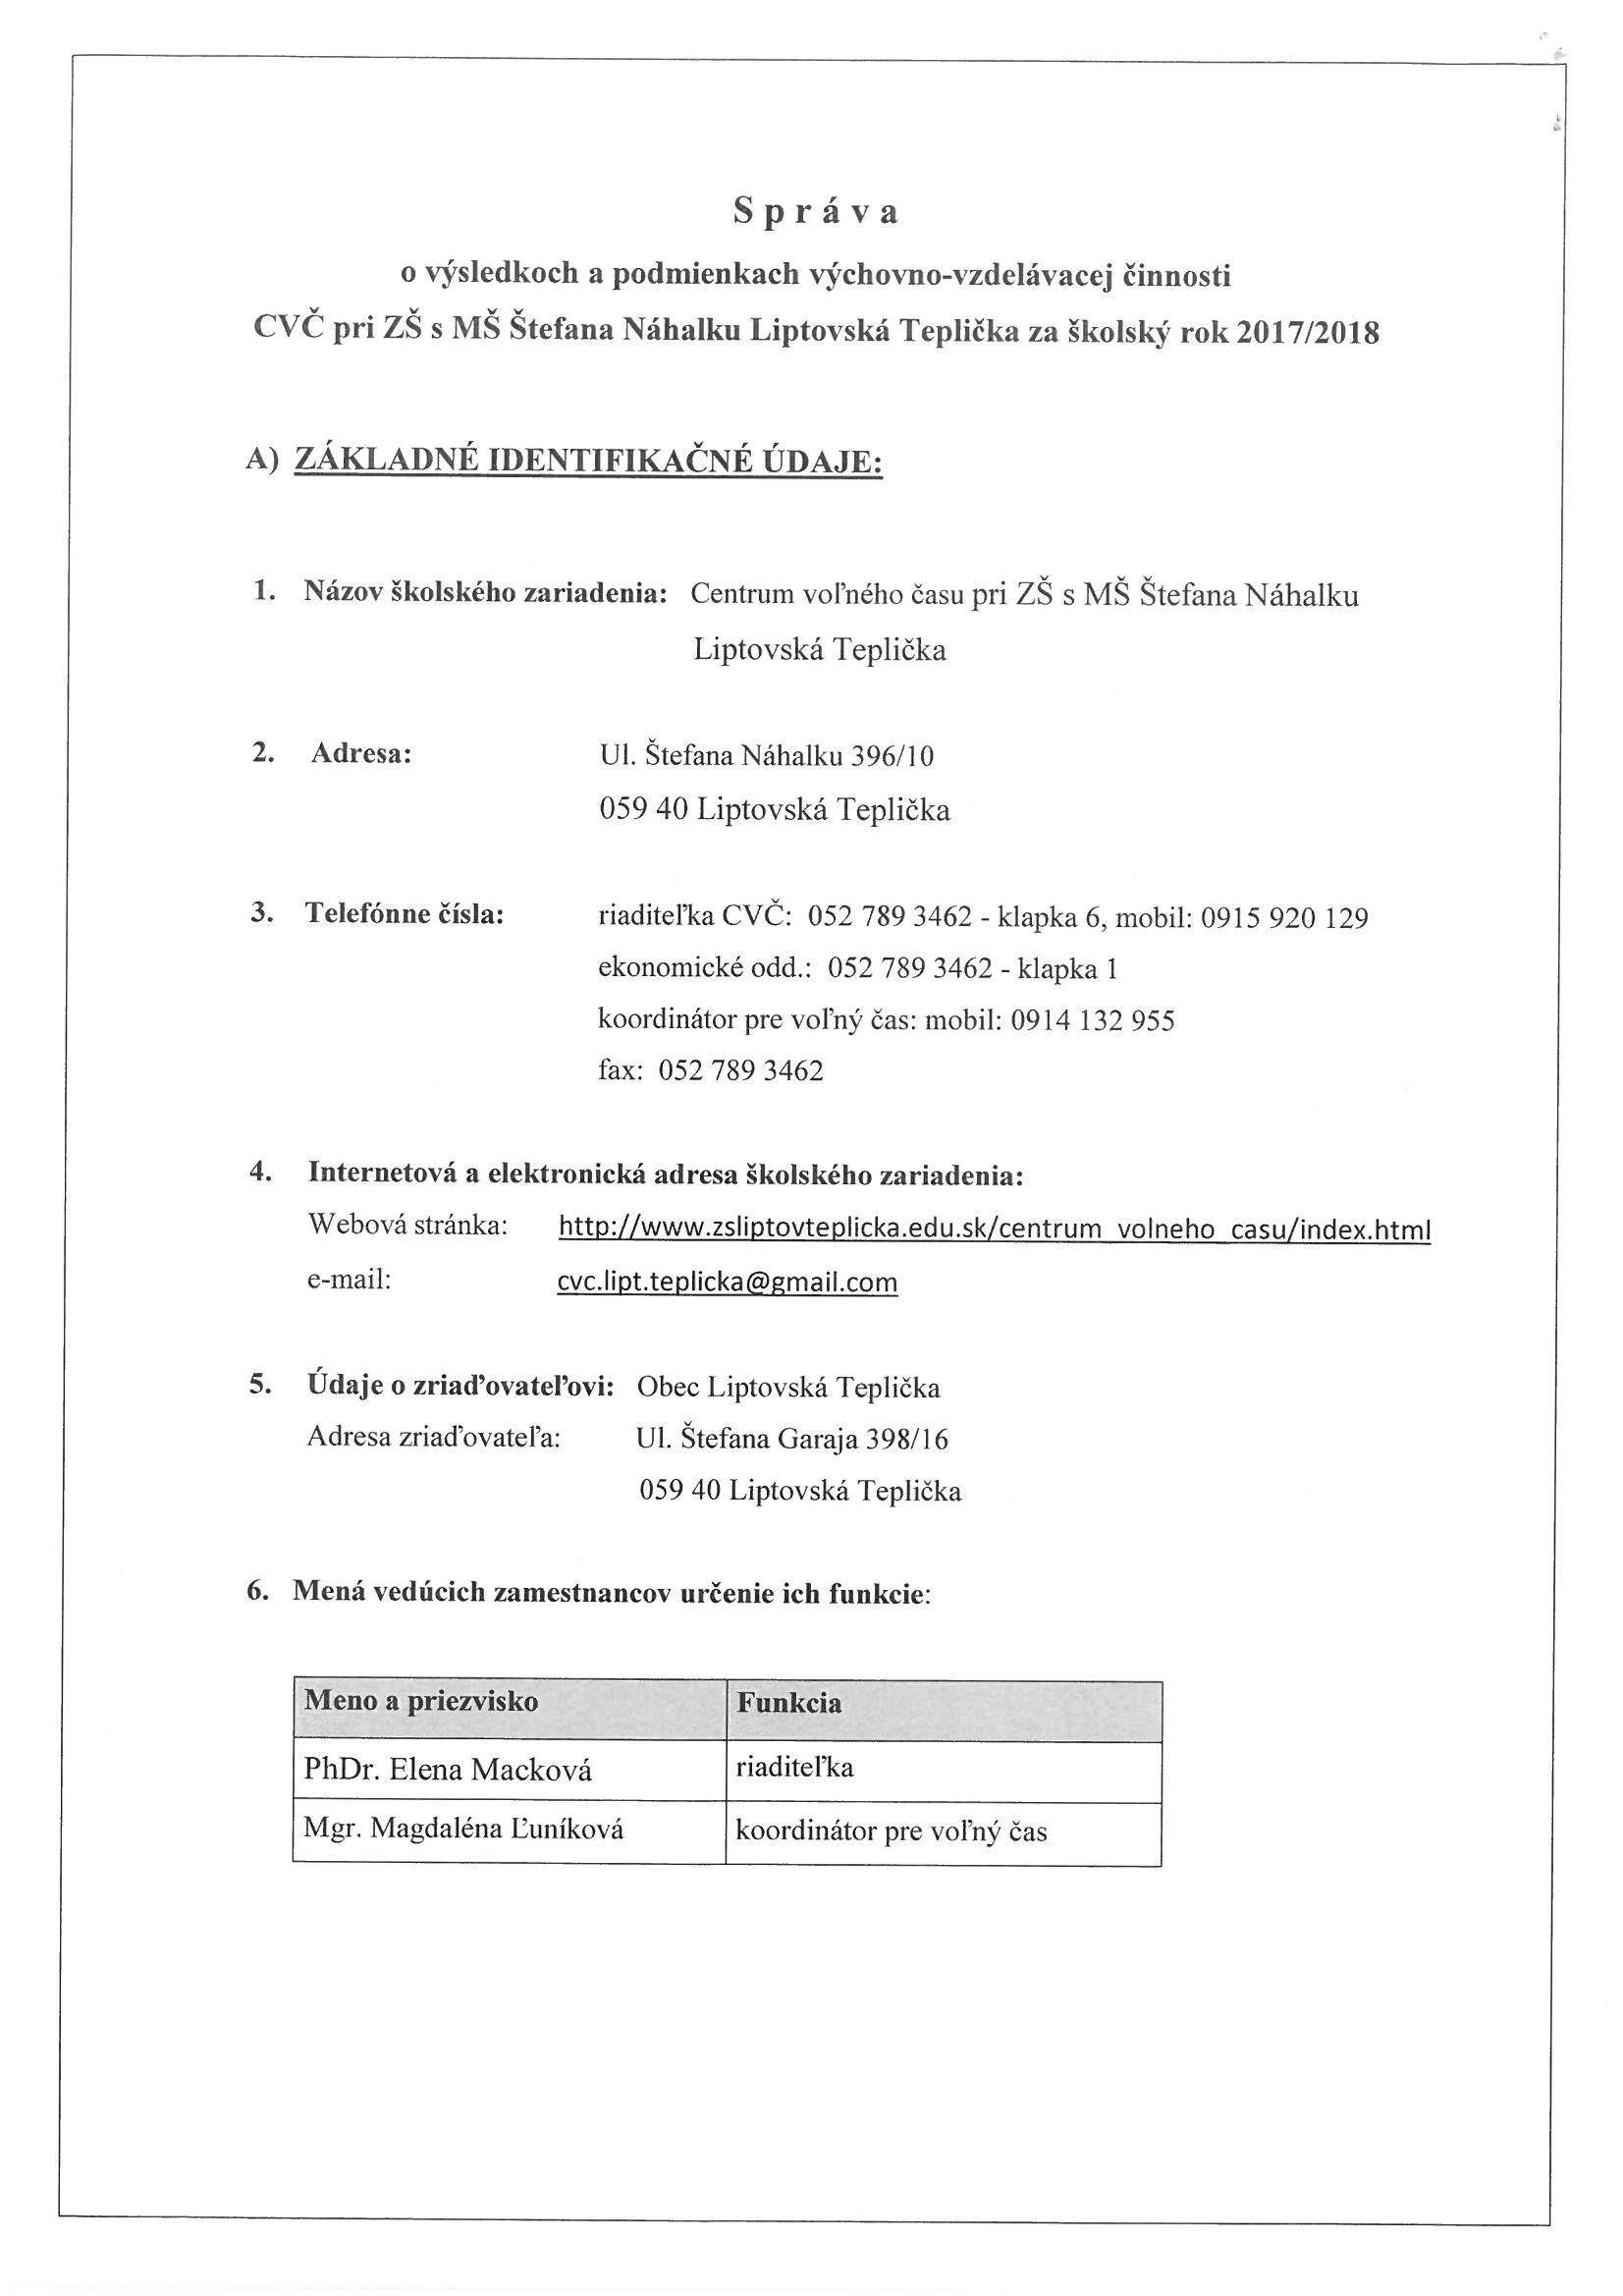 S p r á v a
o výsledkoch a podmienkach výchovno-vzdelávacej činnosti
CVČ pri ZŠ s MŠ Štefana Náhalku Liptovská Teplička za školský rok 2017/2018
A) ZÁKLADNÉ IDENTIFIKAČNÉ ÚDAJE:
1. Názov školského zariadenia: Centrum voľného času pri ZŠ s MŠ Štefana Náhalku
Liptovská Teplička
2. Adresa: Ul. Štefana Náhalku 396/10
059 40 Liptovská Teplička
3. Telefónne čísla: riaditeľka CVČ: 052 789 3462 - klapka 6, mobil: 0915 920 129
ekonomické odd.: 052 789 3462 - klapka 1
koordinátor pre voľný čas: mobil: 0914 132 955
fax: 052 789 3462
4. Internetová a elektronická adresa školského zariadenia:
Webová stránka: http://www.zsliptovteplicka.edu.sk/centrum_volneho_casu/index.html
e-mail: cvc.lipt.teplicka@gmail.com
5. Údaje o zriaďovateľovi: Obec Liptovská Teplička
Adresa zriaďovateľa: Ul. Štefana Garaja 398/16
059 40 Liptovská Teplička
6. Mená vedúcich zamestnancov určenie ich funkcie:
Meno a priezvisko Funkcia
PhDr. Elena Macková riaditeľka
Mgr. Magdaléna Ľuníková koordinátor pre voľný čas